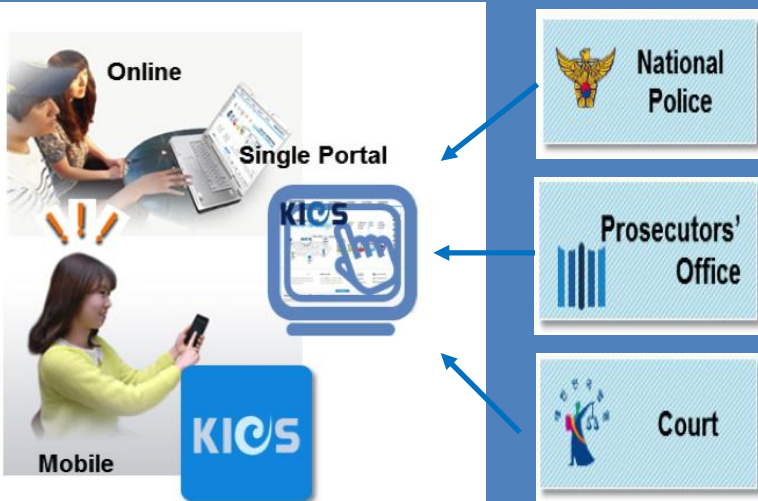 Online
Single Portal
KICS
Mobile
KICS
National
Police
Prosecutors'
Office
Court